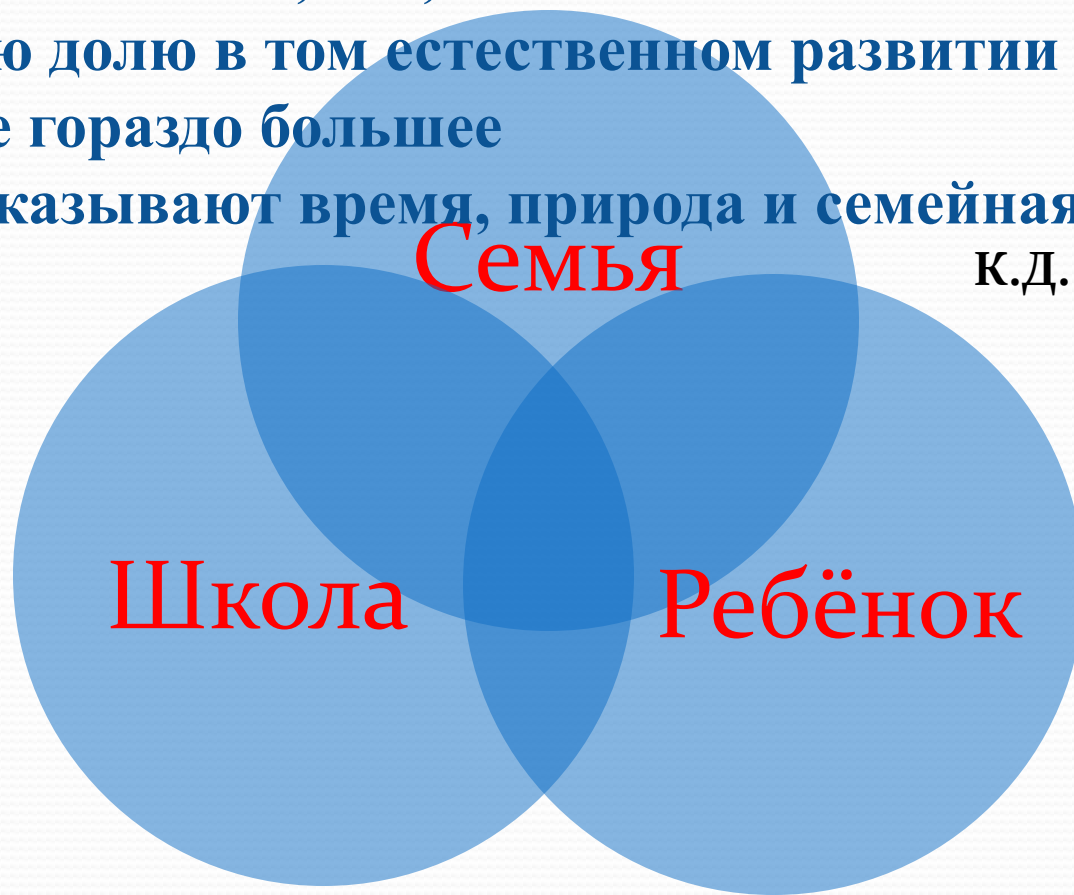 ю долю в том естественном развитии
е гораздо большее
казывают время, природа и семейная
Семья
К.Д.
Школа
Ребёнок